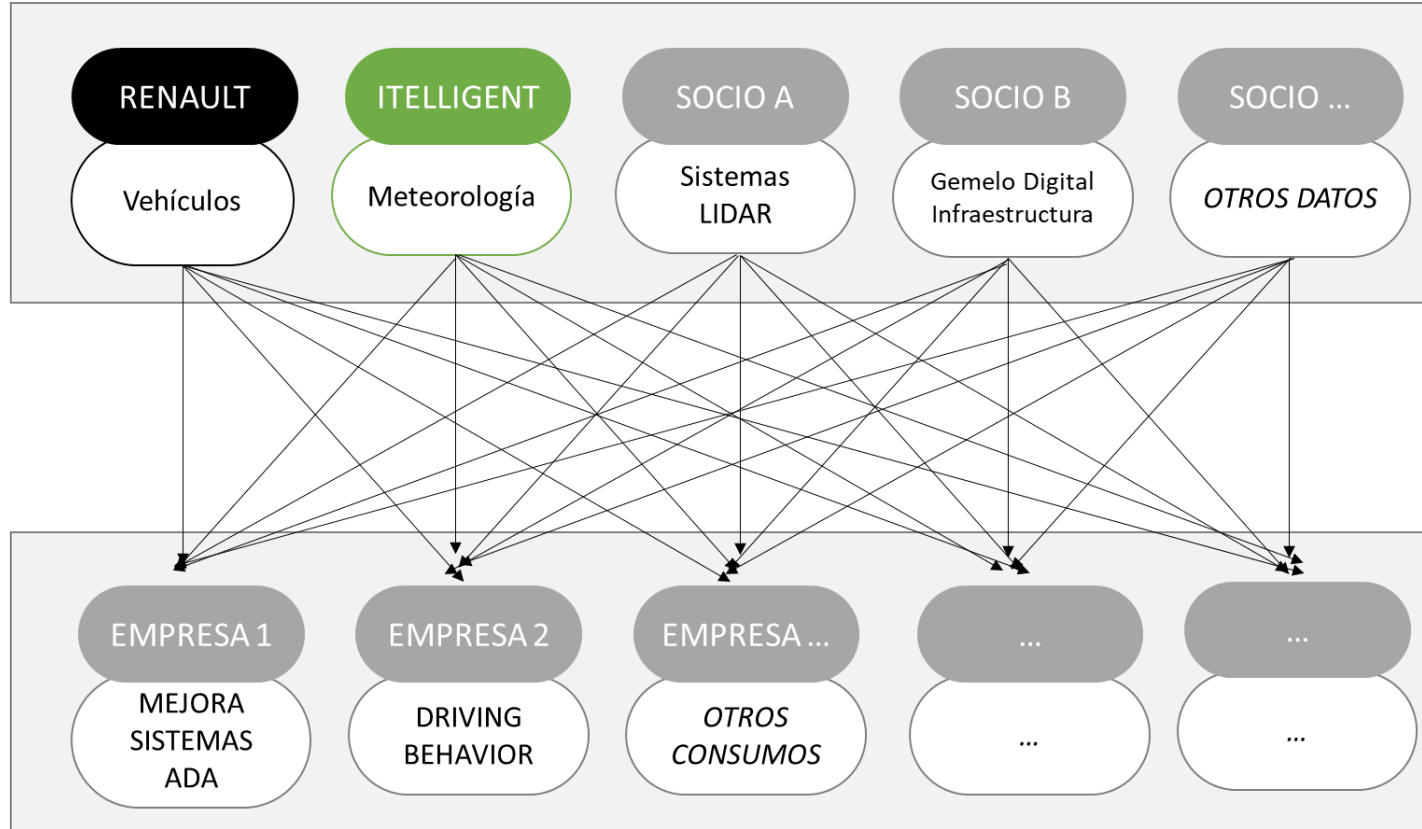 RENAULT
Vehículos
ITELLIGENT
Meteorología
SOCIO A
Sistemas
LIDAR
SOCIO B
Gemelo Digital
Infraestructura
SOCIO ...
OTROS DATOS
EMPRESA 1
MEJORA
SISTEMAS
ADA
EMPRESA 2
DRIVING
BEHAVIOR
EMPRESA ...
OTROS
CONSUMOS
...
...
...
...